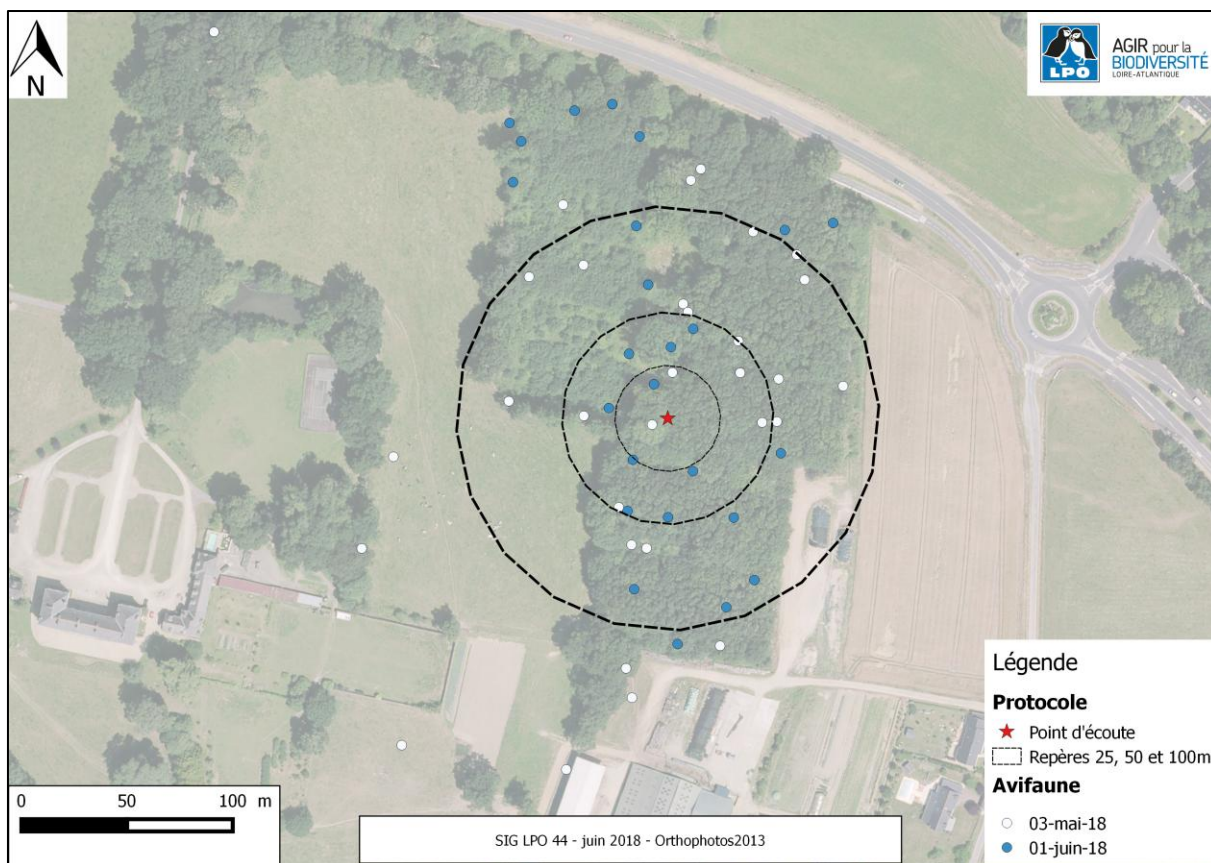 N
LPO
AGIR pour la
BIODIVERSITÉ
LOIRE-ATLANTIQUE
Légende
Protocole
Point d'écoute
Repères 25, 50 et 100m
Avifaune
03-mai-18
01-juin-18
0 50 100 m
SIG LPO 44 - juin 2018 - Orthophotos2013